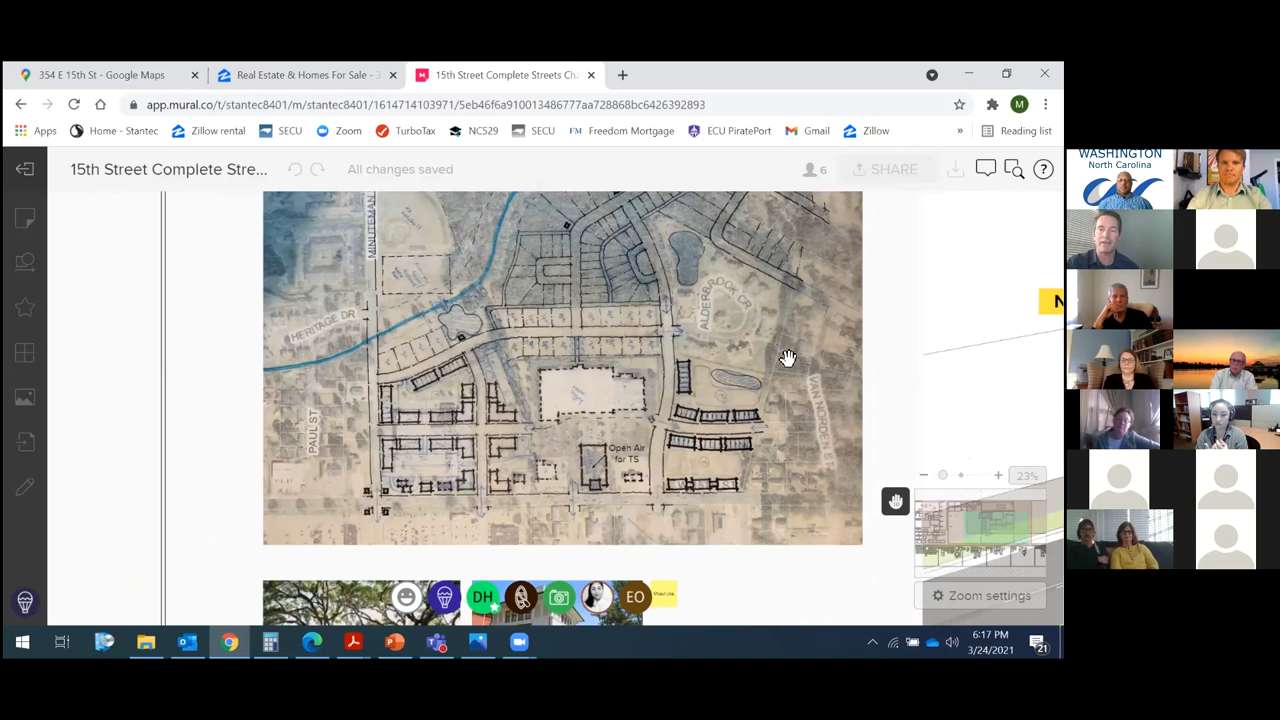 354 E 15th St - Google Maps
Real Estate & Homes For Sale - 3
15th Street Complete Streets Cha
app.mural.co/t/stantec8401/m/stantec8401/1614714103971/5eb46f6a910013486777aa728868bc6426392893
M
Apps
Home - Stantec
Zillow rental
SECU
Zoom
TurboTax
NC529
SECU
Freedom Mortgage
ECU PiratePort
Gmail
Zillow
»
Reading list
15th Street Complete Stre...
All changes saved
6
SHARE
WASHINGTON
North Carolina
MINUTEMAN
HERITAGE DR
ALDERBROOK CR
PAUL ST
VAN NORDEN ST
Open Air
for TS
N
23%
Zoom settings
DH
EO
6:17 PM
3/24/2021
21